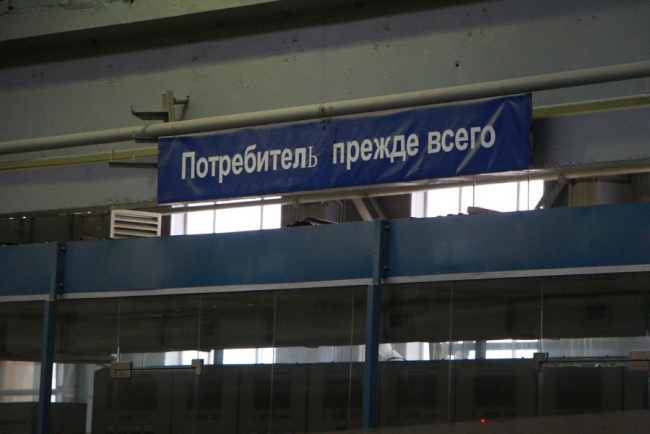 Потребитель прежде всего